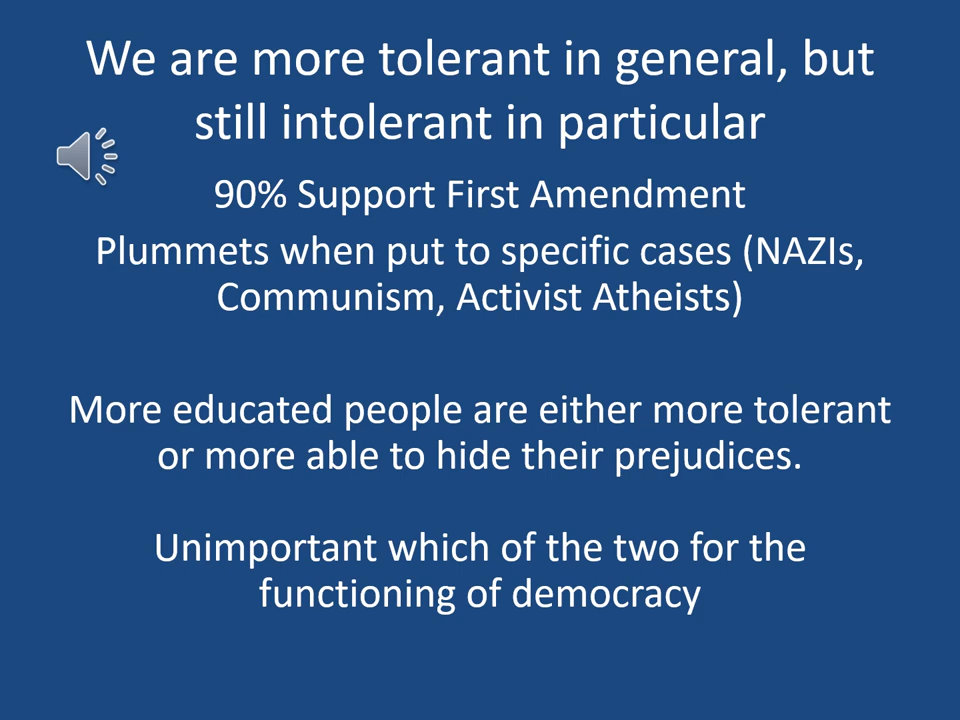 We are more tolerant in general, but
still intolerant in particular
90% Support First Amendment
Plummets when put to specific cases (NAZIs,
Communism, Activist Atheists)
More educated people are either more tolerant
or more able to hide their prejudices.
Unimportant which of the two for the
functioning of democracy